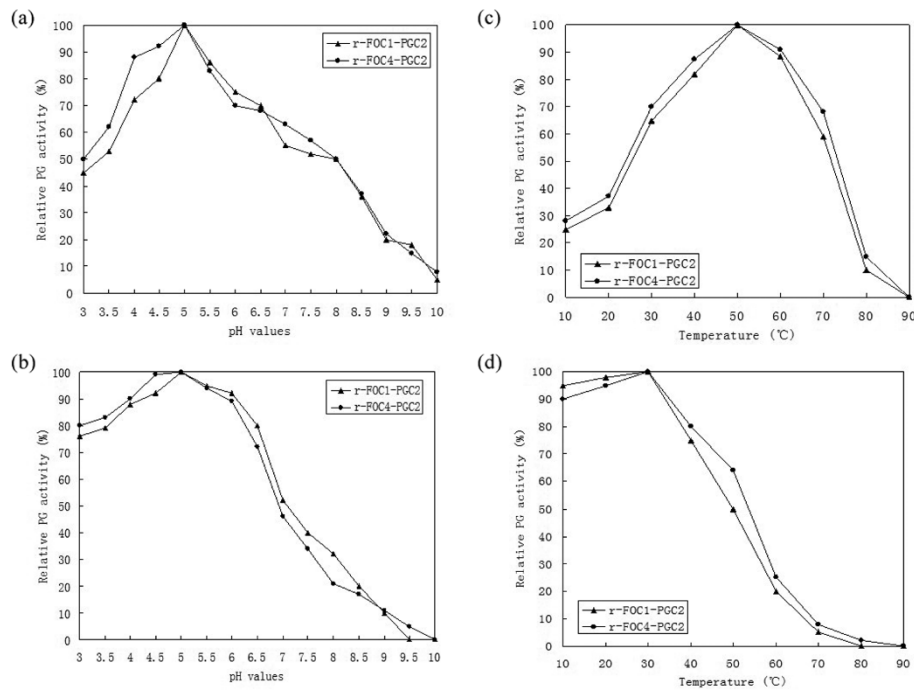 (a)
Relative PG activity (%)
100
90
80
70
60
50
40
30
20
10
0
r-FOC1-PGC2
r-FOC4-PGC2
3 3.5 4 4.5 5 5.5 6 6.5 7 7.5 8 8.5 9 9.5 10
pH values
(c)
Relative PG activity (%)
100
90
80
70
60
50
40
30
20
10
0
r-FOC1-PGC2
r-FOC4-PGC2
10 20 30 40 50 60 70 80 90
Temperature (℃)
(b)
Relative PG activity (%)
100
90
80
70
60
50
40
30
20
10
0
r-FOC1-PGC2
r-FOC4-PGC2
3 3.5 4 4.5 5 5.5 6 6.5 7 7.5 8 8.5 9 9.5 10
pH values
(d)
Relative PG activity (%)
100
90
80
70
60
50
40
30
20
10
0
r-FOC1-PGC2
r-FOC4-PGC2
10 20 30 40 50 60 70 80 90
Temperature (℃)